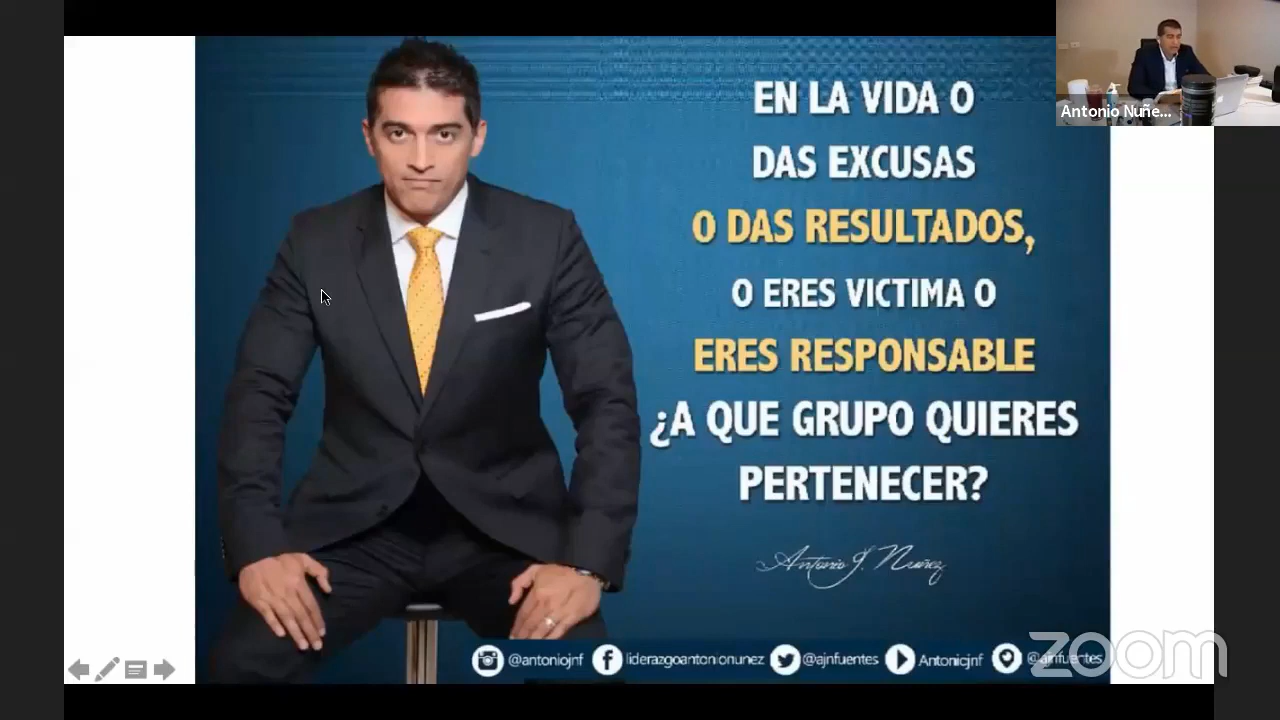 Antonio Nuñe...
EN LA VIDA O
DAS EXCUSAS
O DAS RESULTADOS,
O ERES VICTIMA O
ERES RESPONSABLE
¿A QUE GRUPO QUIERES
PERTENECER?
Antonio J. Nuñez
@antoniojnf liderazgoantonionunez @ajnfuentes Antoniojnf @ajnfuentes
zoom